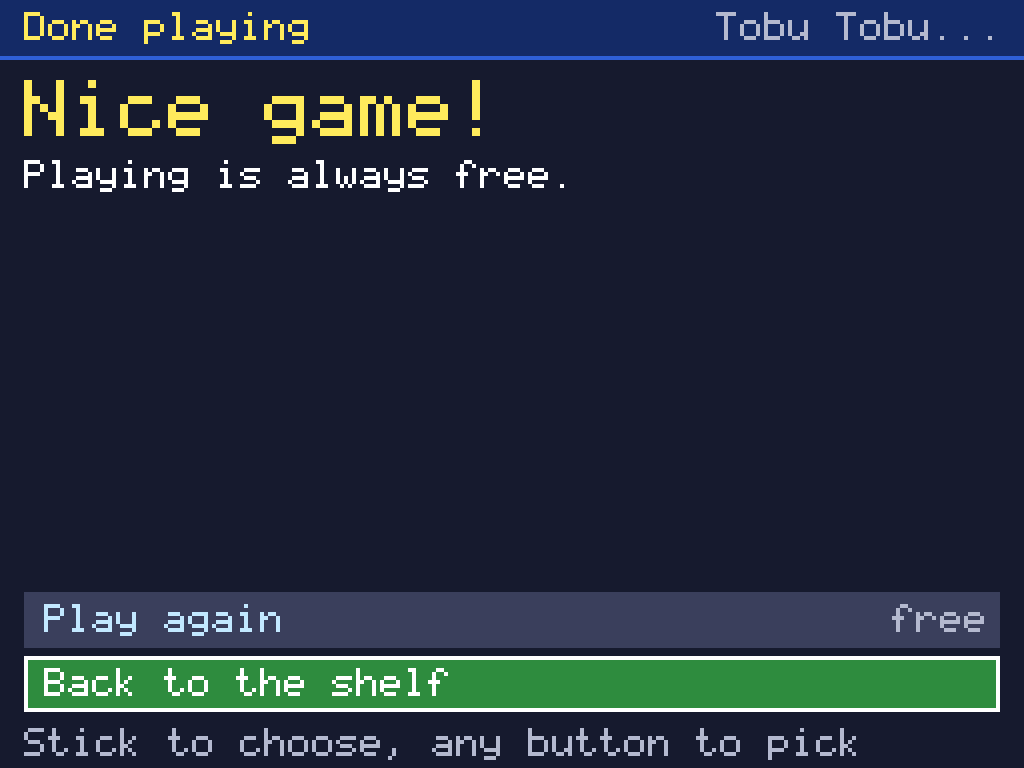 Done playing
Tobu Tobu...
Nice game!
Playing is always free.
Play again
free
Back to the shelf
Stick to choose, any button to pick